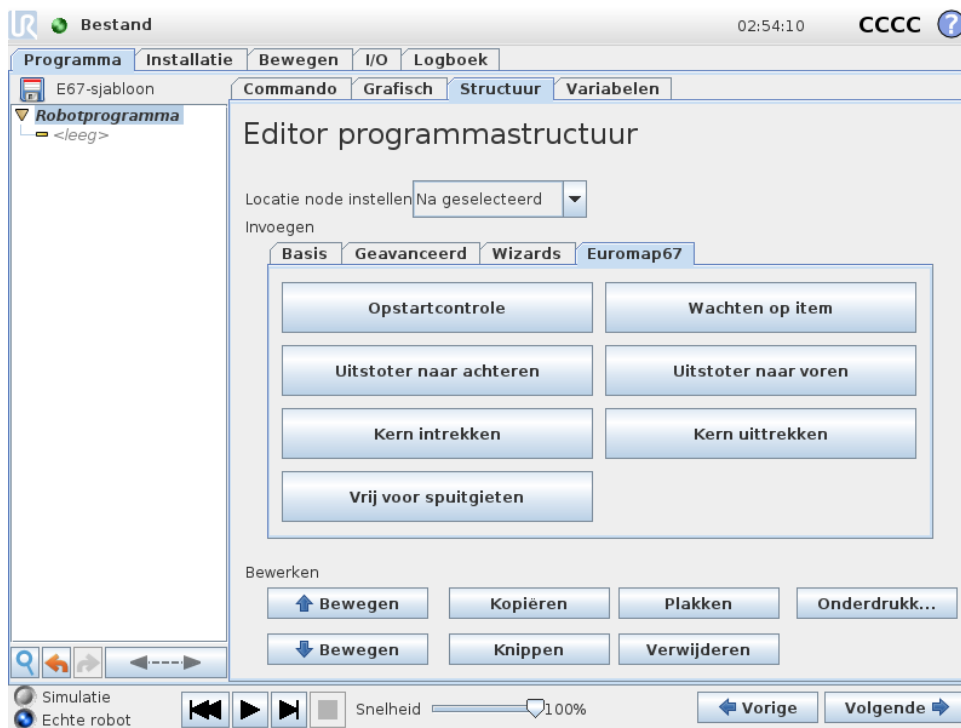 UR Bestand 02:54:10 CCCC ?
Programma Installatie Bewegen I/O Logboek
E67-sjabloon
Commando Grafisch Structuur Variabelen
Robotprogramma
<leeg>
Editor programmastructuur
Locatie node instellen Na geselecteerd
Invoegen
Basis Geavanceerd Wizards Euromap67
Opstartcontrole Wachten op item
Uitstoter naar achteren Uitstoter naar voren
Kern intrekken Kern uittrekken
Vrij voor spuitgieten
Bewerken
Bewegen Kopiëren Plakken Onderdrukk...
Bewegen Knippen Verwijderen
Simulatie
Echte robot
Snelheid 100%
Vorige Volgende